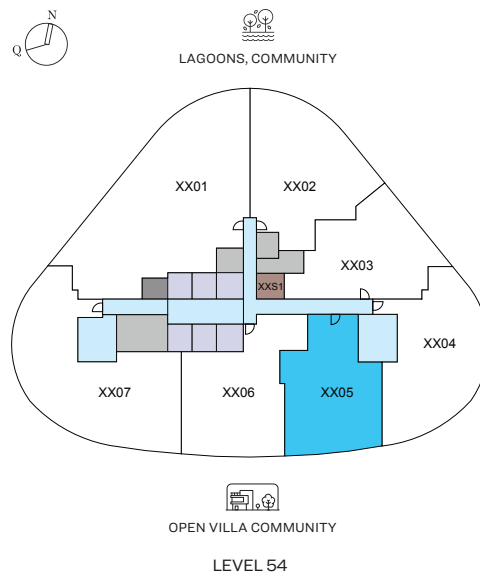 N
Q
LAGOONS, COMMUNITY
XX01
XX02
XX03
XXS1
XX04
XX07
XX06
XX05
OPEN VILLA COMMUNITY
LEVEL 54